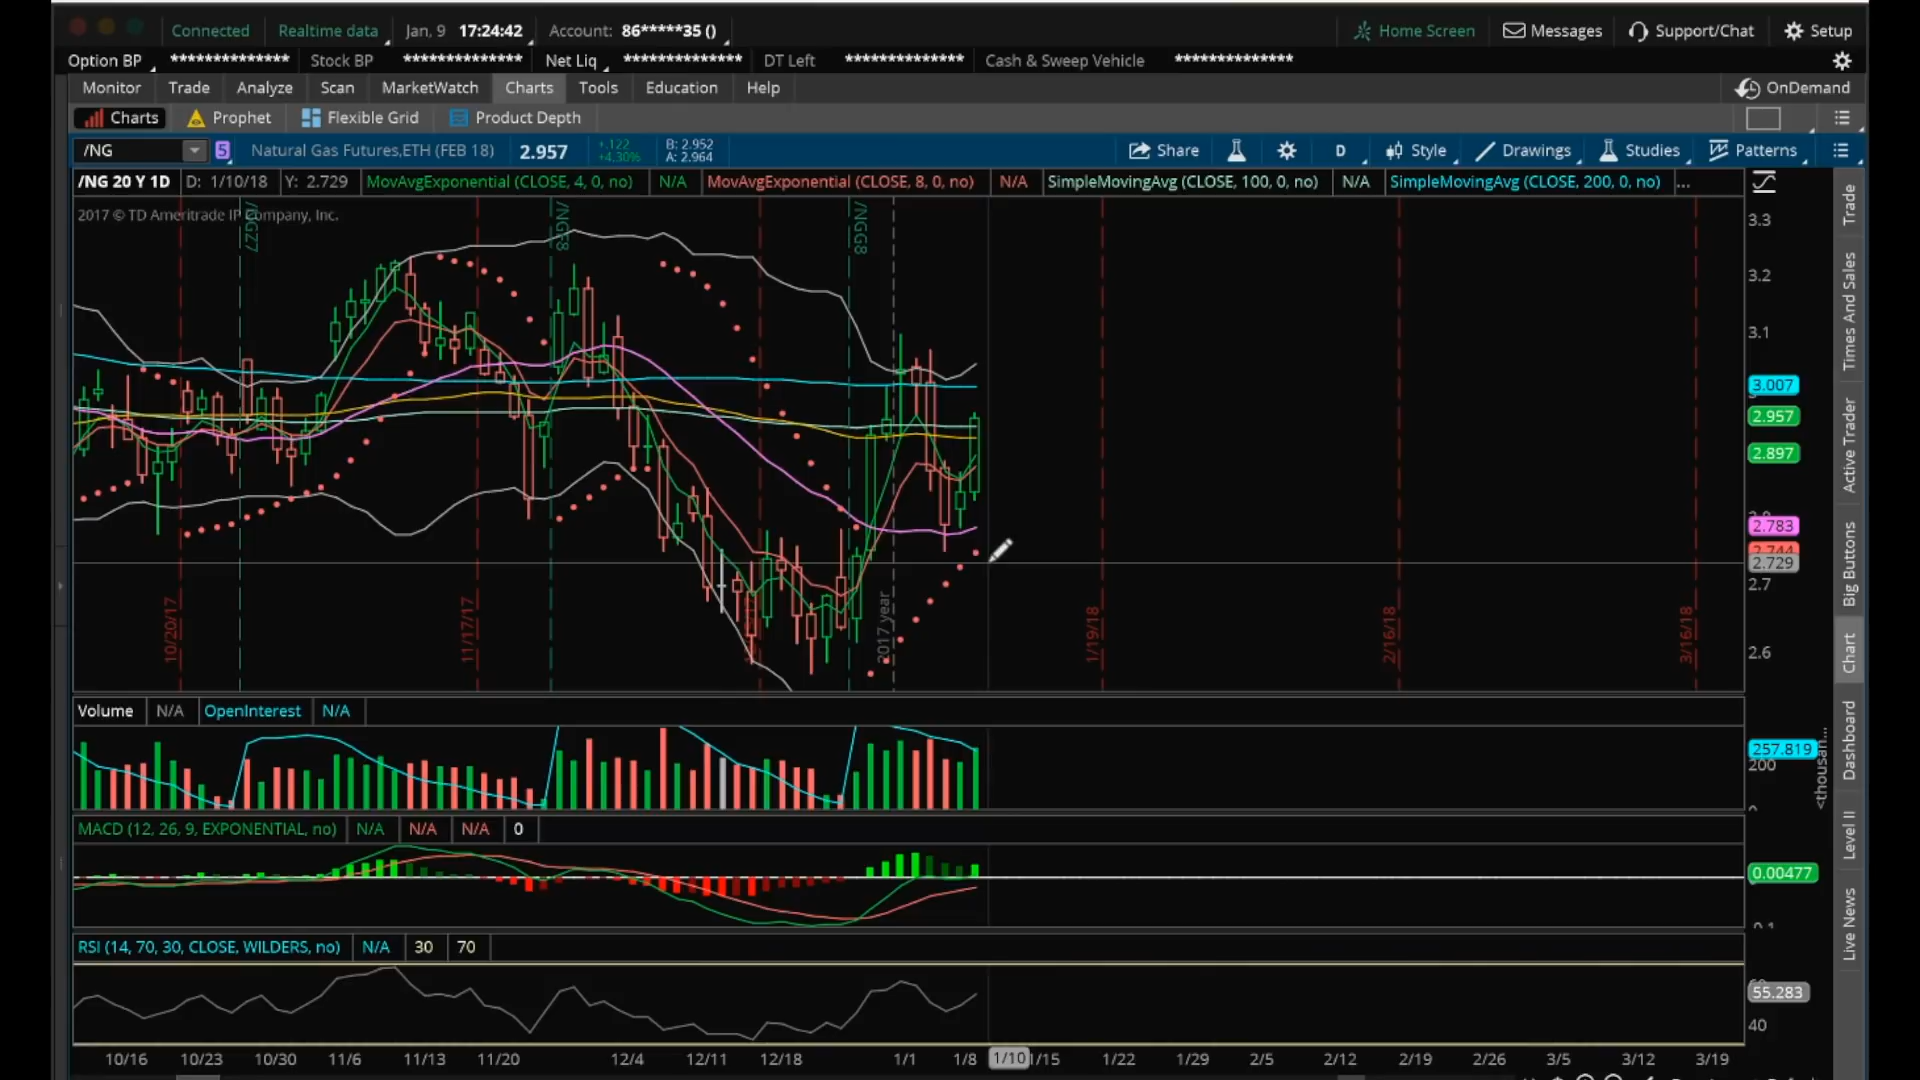 Connected Realtime data Jan, 9 17:24:42 Account: 86*****35 () Home Screen Messages Support/Chat Setup
Option BP ************** Stock BP ************** Net Liq ************** DT Left ************** Cash & Sweep Vehicle **************
Monitor Trade Analyze Scan MarketWatch Charts Tools Education Help OnDemand
Charts Prophet Flexible Grid Product Depth
/NG 5 Natural Gas Futures,ETH (FEB 18) 2.957 +.122 +4.30% B: 2.952 A: 2.964 Share D Style Drawings Studies Patterns
/NG 20 Y 1D D: 1/10/18 Y: 2.729 MovAvgExponential (CLOSE, 4, 0, no) N/A MovAvgExponential (CLOSE, 8, 0, no) N/A SimpleMovingAvg (CLOSE, 100, 0, no) N/A SimpleMovingAvg (CLOSE, 200, 0, no) ...
2017 © TD Ameritrade IP Company, Inc.
/NGG8
3.3
3.2
3.1
3.007
2.957
2.897
2.783
2.744
2.729
2.7
2.6
10/20/17 11/17/17 2017 year 1/19/18 2/16/18 3/16/18
Volume N/A OpenInterest N/A
257.819
200
<thousan...
MACD (12, 26, 9, EXPONENTIAL, no) N/A N/A N/A 0
0.00477
RSI (14, 70, 30, CLOSE, WILDERS, no) N/A 30 70
55.283
40
10/16 10/23 10/30 11/6 11/13 11/20 12/4 12/11 12/18 1/1 1/8 1/10 1/15 1/22 1/29 2/5 2/12 2/19 2/26 3/5 3/12 3/19
Trade
Times And Sales
Active Trader
Big Buttons
Chart
Dashboard
Level II
Live News